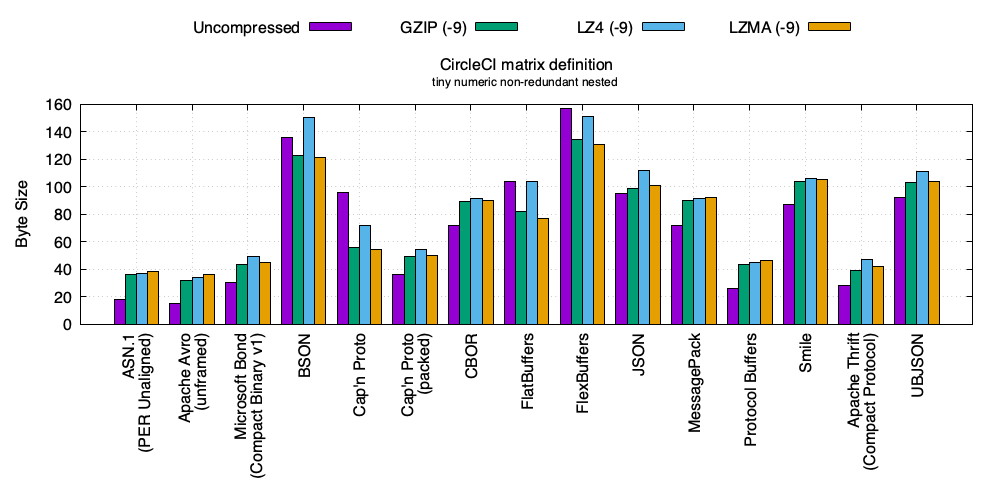 Uncompressed GZIP (-9) LZ4 (-9) LZMA (-9)
CircleCI matrix definition
tiny numeric non-redundant nested
Byte Size
160
140
120
100
80
60
40
20
0
ASN.1
(PER Unaligned)
Apache Avro
(unframed)
Microsoft Bond
(Compact Binary v1)
BSON
Cap'n Proto
Cap'n Proto
(packed)
CBOR
FlatBuffers
FlexBuffers
JSON
MessagePack
Protocol Buffers
Smile
Apache Thrift
(Compact Protocol)
UBJSON